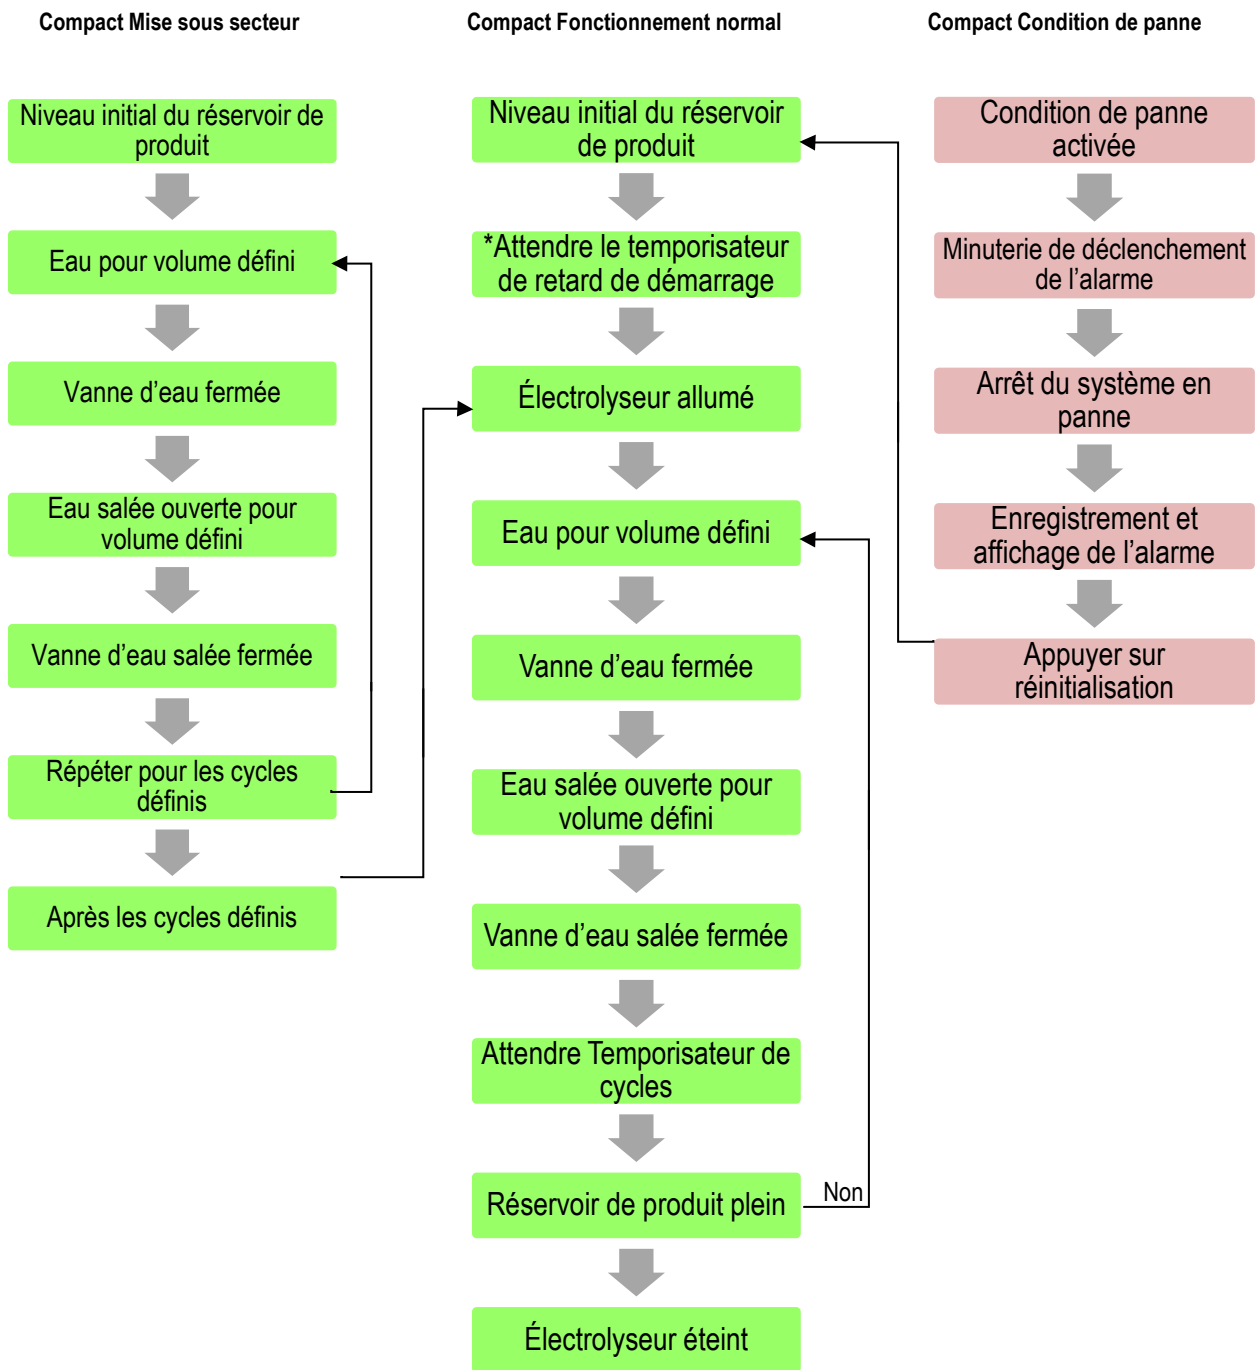 Compact Mise sous secteur
Niveau initial du réservoir de
produit
Eau pour volume défini
Vanne d'eau fermée
Eau salée ouverte pour
volume défini
Vanne d'eau salée fermée
Répéter pour les cycles
définis
Après les cycles définis
Compact Fonctionnement normal
Niveau initial du réservoir
de produit
*Attendre le temporisateur
de retard de démarrage
Électrolyseur allumé
Eau pour volume défini
Vanne d'eau fermée
Eau salée ouverte pour
volume défini
Vanne d'eau salée fermée
Attendre Temporisateur de
cycles
Réservoir de produit plein
Non
Électrolyseur éteint
Compact Condition de panne
Condition de panne
activée
Minuterie de déclenchement
de l'alarme
Arrêt du système en
panne
Enregistrement et
affichage de l'alarme
Appuyer sur
réinitialisation